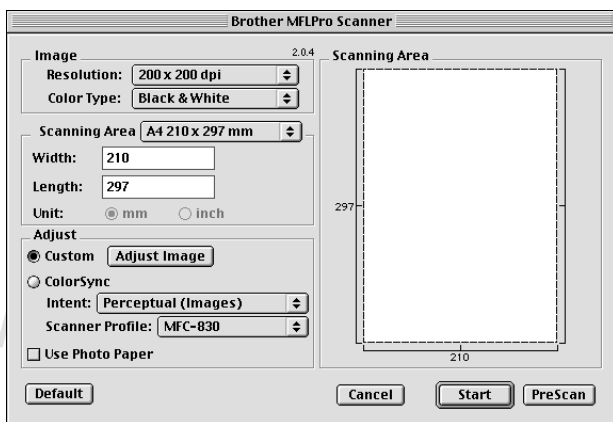 Brother MFLPro Scanner
Image 2.0.4
Resolution: 200 x 200 dpi
Color Type: Black & White
Scanning Area A4 210 x 297 mm
Width: 210
Length: 297
Unit: mm inch
Adjust
Custom Adjust Image
ColorSync
Intent: Perceptual (Images)
Scanner Profile: MFC-830
Use Photo Paper
Default
Scanning Area
297
210
Cancel Start PreScan